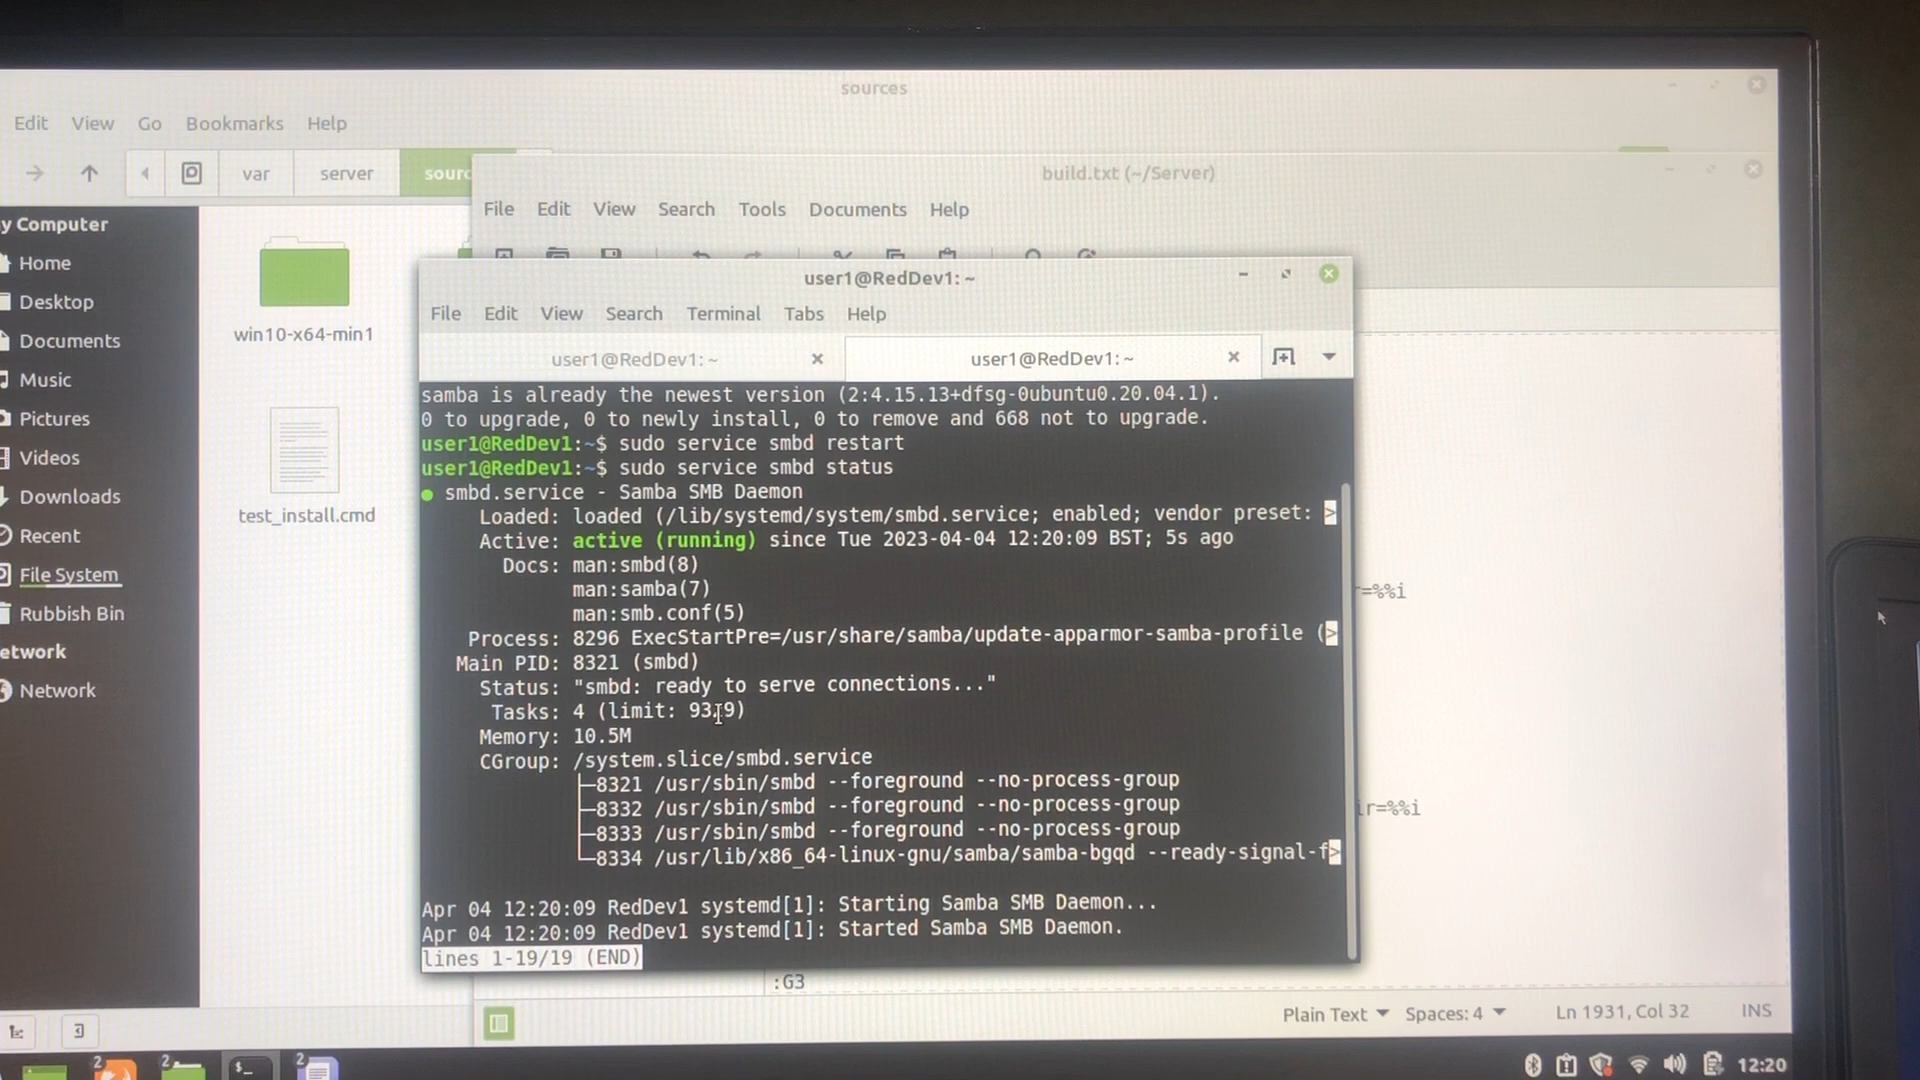 sources
Edit View Go Bookmarks Help
var server sourc
build.txt (~/Server)
File Edit View Search Tools Documents Help
y Computer
Home
Desktop
Documents
Music
Pictures
Videos
Downloads
Recent
File System
Rubbish Bin
etwork
Network
win10-x64-min1
test_install.cmd
user1@RedDev1: ~
File Edit View Search Terminal Tabs Help
user1@RedDev1: ~ user1@RedDev1: ~
samba is already the newest version (2:4.15.13+dfsg-0ubuntu0.20.04.1).
0 to upgrade, 0 to newly install, 0 to remove and 668 not to upgrade.
user1@RedDev1:~$ sudo service smbd restart
user1@RedDev1:~$ sudo service smbd status
● smbd.service - Samba SMB Daemon
Loaded: loaded (/lib/systemd/system/smbd.service; enabled; vendor preset: >
Active: active (running) since Tue 2023-04-04 12:20:09 BST; 5s ago
Docs: man:smbd(8)
man:samba(7)
man:smb.conf(5)
Process: 8296 ExecStartPre=/usr/share/samba/update-apparmor-samba-profile (>
Main PID: 8321 (smbd)
Status: "smbd: ready to serve connections..."
Tasks: 4 (limit:
Memory: 10.5M
CGroup: /system.slice/smbd.service
├─8321 /usr/sbin/smbd --foreground --no-process-group
├─8332 /usr/sbin/smbd --foreground --no-process-group
├─8333 /usr/sbin/smbd --foreground --no-process-group
└─8334 /usr/lib/x86_64-linux-gnu/samba/samba-bgqd --ready-signal-f>
Apr 04 12:20:09 RedDev1 systemd[1]: Starting Samba SMB Daemon...
Apr 04 12:20:09 RedDev1 systemd[1]: Started Samba SMB Daemon.
lines 1-19/19 (END)
=%%i
r=%%i
:G3
Plain Text Spaces: 4 Ln 1931, Col 32 INS
2 2 $_ 2 12:20